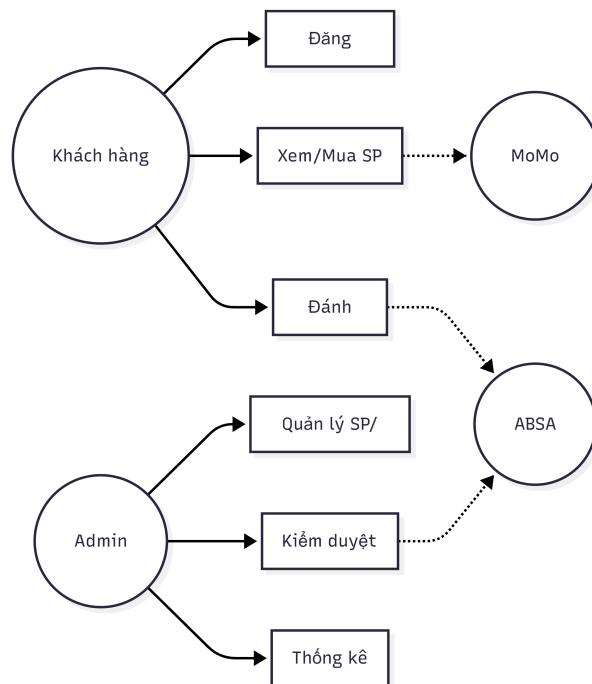 Đăng
Khách hàng
Xem/Mua SP
MoMo
Đánh
Quản lý SP/
ABSA
Admin
Kiểm duyệt
Thống kê